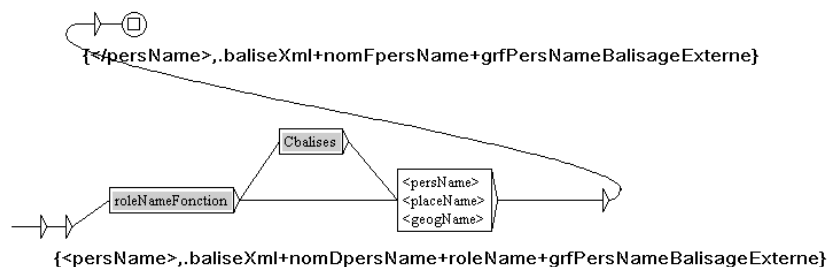 {</persName>,.baliseXml+nomFpersName+grfPersNameBalisageExterne}
Cbalises
<persName>
roleNameFonction
<placeName>
<geogName>
{<persName>,.baliseXml+nomDpersName+roleName+grfPersNameBalisageExterne}